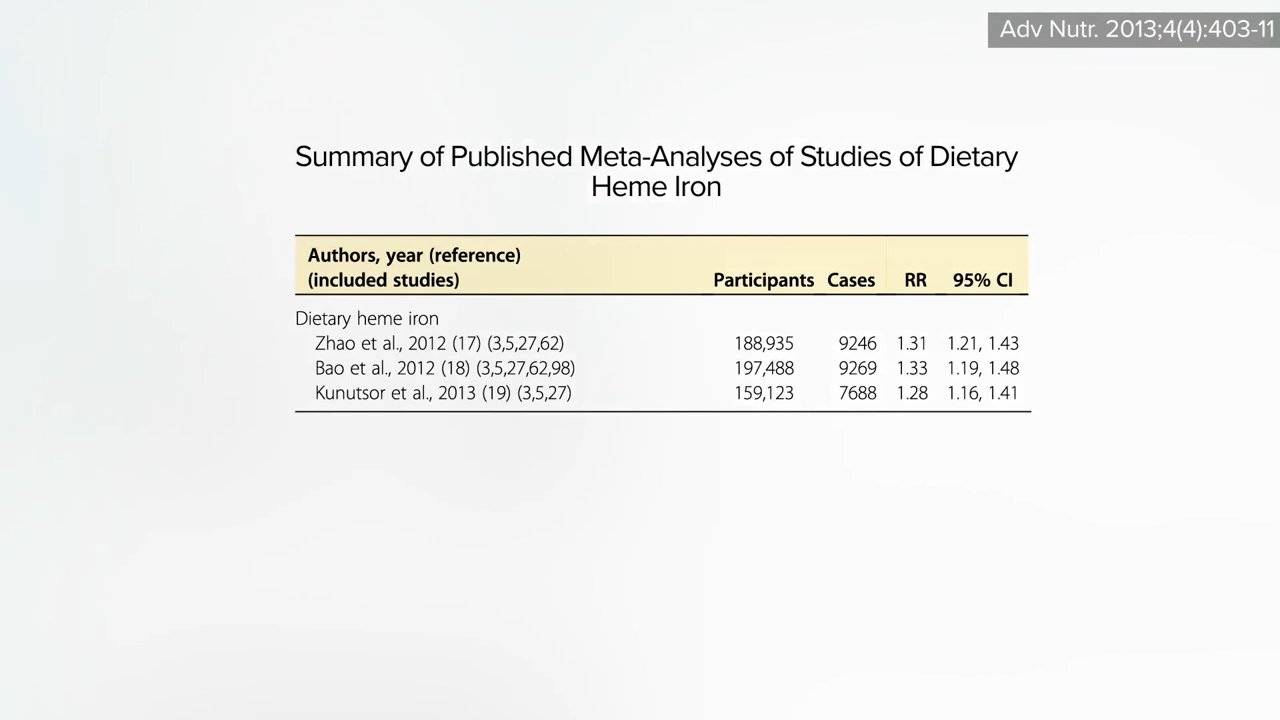 Adv Nutr. 2013;4(4):403-11
Summary of Published Meta-Analyses of Studies of Dietary
Heme Iron
Authors, year (reference)
(included studies) Participants Cases RR 95% CI
Dietary heme iron
Zhao et al., 2012 (17) (3,5,27,62) 188,935 9246 1.31 1.21, 1.43
Bao et al., 2012 (18) (3,5,27,62,98) 197,488 9269 1.33 1.19, 1.48
Kunutsor et al., 2013 (19) (3,5,27) 159,123 7688 1.28 1.16, 1.41